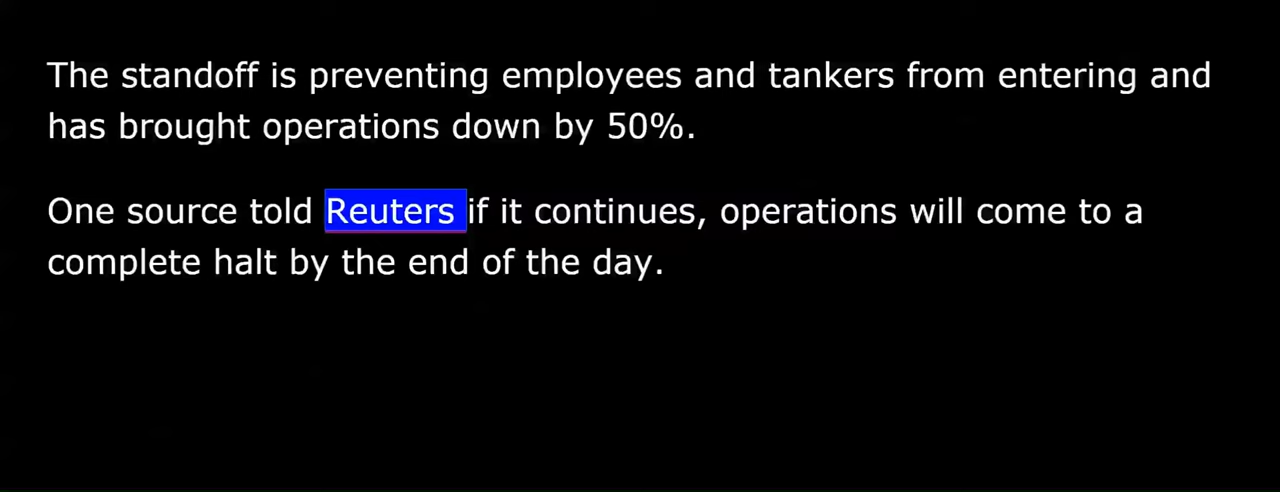 The standoff is preventing employees and tankers from entering and
has brought operations down by 50%.
One source told Reuters if it continues, operations will come to a
complete halt by the end of the day.